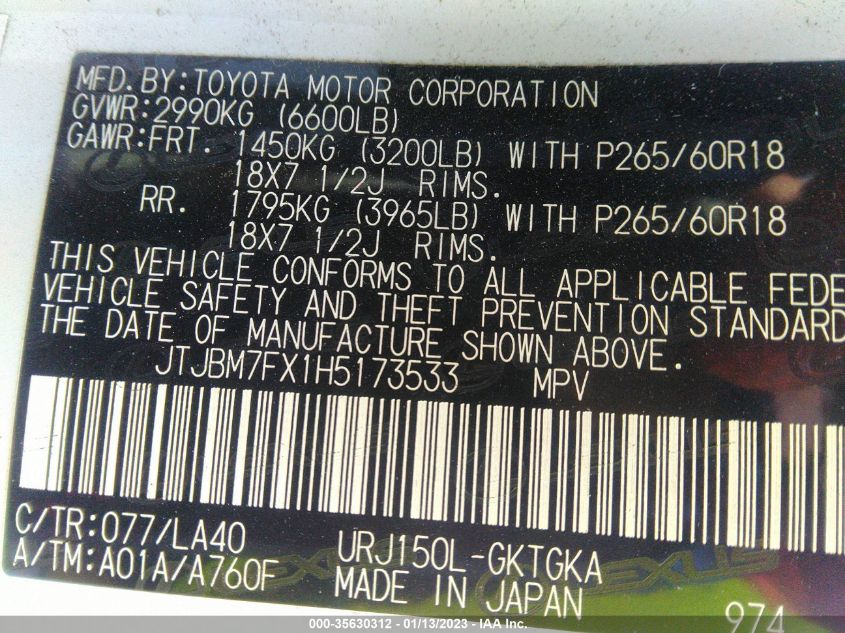 MFD.BY:TOYOTA MOTOR CORPORATION
GVWR:2990KG (6600LB)
GAWR:FRT. 1450KG (3200LB) WITH P265/60R18
18X7 1/2J RIMS.
RR. 1795KG (3965LB) WITH P265/60R18
18X7 1/2J RIMS.
THIS VEHICLE CONFORMS TO ALL APPLICABLE FEDE
VEHICLE SAFETY AND THEFT PREVENTION STANDARD
THE DATE OF MANUFACTURE SHOWN ABOVE.
JTJBM7FX1H5173533 MPV
C/TR:077/LA40 URJ150L-GKTGKA
A/TM:A01A/A760F MADE IN JAPAN 974
LEXUS
000-35630312 - 01/13/2023 - IAA Inc.